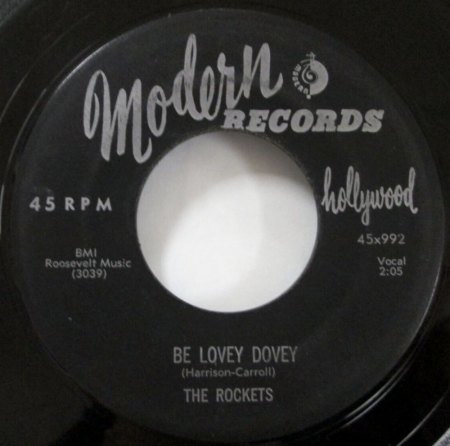 Modern
RECORDS
45 RPM
hollywood
45x992
BMI
Roosevelt Music
(3039)
Vocal
2:05
BE LOVEY DOVEY
(Harrison-Carroll)
THE ROCKETS